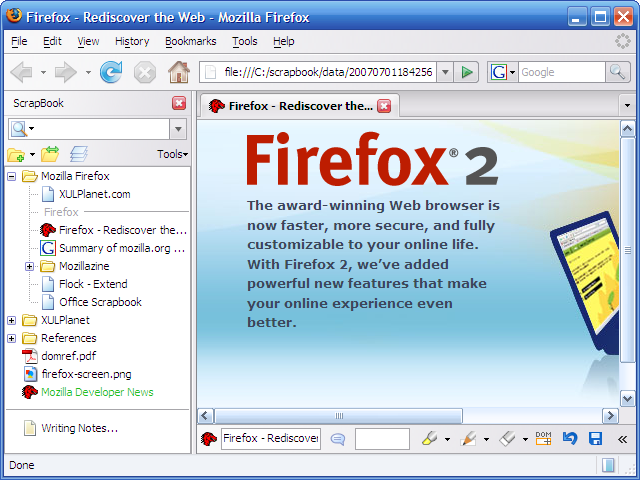 Firefox - Rediscover the Web - Mozilla Firefox
File Edit View History Bookmarks Tools Help
file:///C:/scrapbook/data/20070701184256
G Google
ScrapBook
Firefox - Rediscover the...
Tools
Mozilla Firefox
XULPlanet.com
Firefox
Firefox - Rediscover the...
Summary of mozilla.org ...
Mozillazine
Flock - Extend
Office Scrapbook
XULPlanet
References
domref.pdf
firefox-screen.png
Mozilla Developer News
Writing Notes...
Firefox® 2
The award-winning Web browser is
now faster, more secure, and fully
customizable to your online life.
With Firefox 2, we've added
powerful new features that make
your online experience even
better.
Firefox - Rediscover
DOM
Done